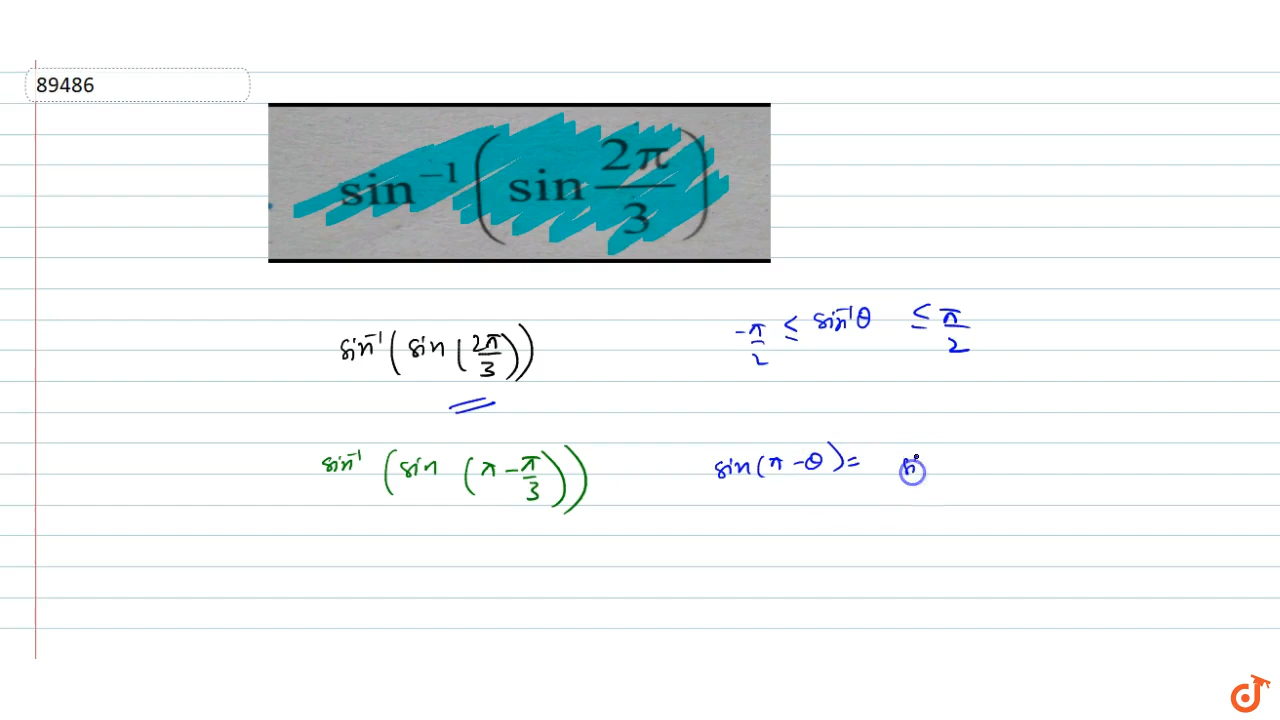 89486
sin⁻¹(sin 2π/3)
sin⁻¹(sin(2π/3))
-π/2 ≤ sin⁻¹θ ≤ π/2
sin⁻¹(sin(π-π/3))
sin(π-θ)=